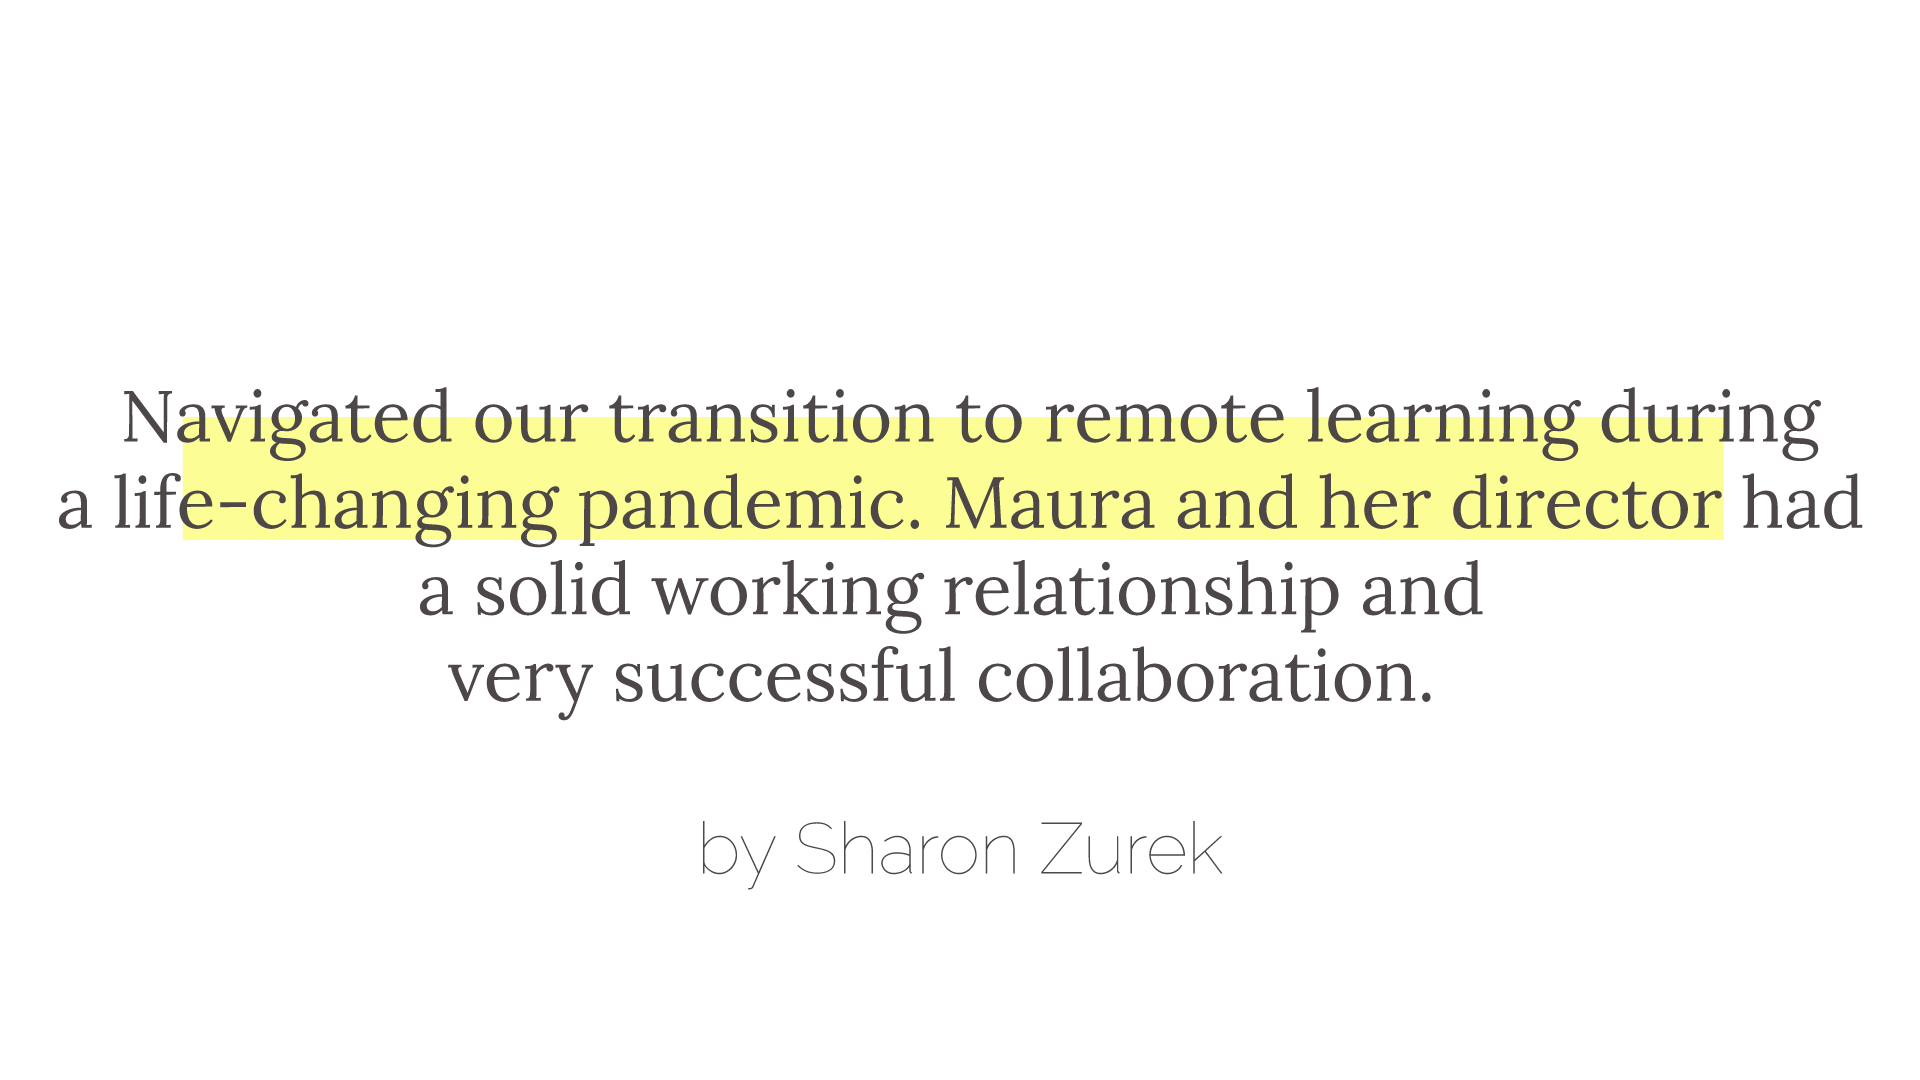 Navigated our transition to remote learning during
a life-changing pandemic. Maura and her director had
a solid working relationship and
very successful collaboration.
by Sharon Zurek